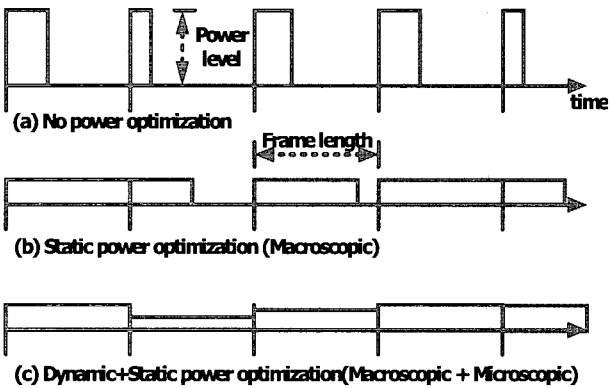 Power
level
time
(a) No power optimization
Frame length
(b) Static power optimization (Macroscopic)
(c) Dynamic+Static power optimization(Macroscopic + Microscopic)